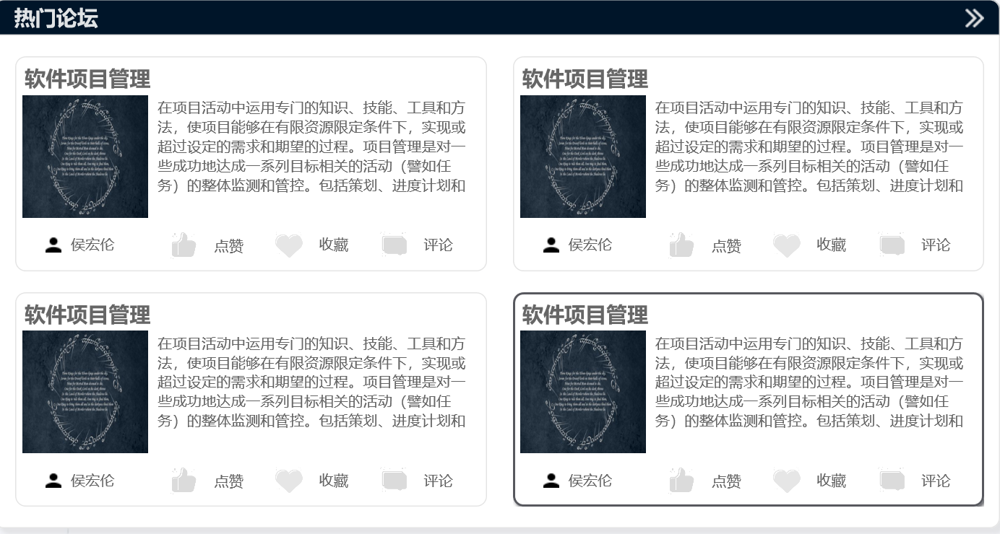 热门论坛
软件项目管理
在项目活动中运用专门的知识、技能、工具和方
法，使项目能够在有限资源限定条件下，实现或
超过设定的需求和期望的过程。项目管理是对一
些成功地达成一系列目标相关的活动（譬如任
务）的整体监测和管控。包括策划、进度计划和
侯宏伦 点赞 收藏 评论
软件项目管理
在项目活动中运用专门的知识、技能、工具和方
法，使项目能够在有限资源限定条件下，实现或
超过设定的需求和期望的过程。项目管理是对一
些成功地达成一系列目标相关的活动（譬如任
务）的整体监测和管控。包括策划、进度计划和
侯宏伦 点赞 收藏 评论
软件项目管理
在项目活动中运用专门的知识、技能、工具和方
法，使项目能够在有限资源限定条件下，实现或
超过设定的需求和期望的过程。项目管理是对一
些成功地达成一系列目标相关的活动（譬如任
务）的整体监测和管控。包括策划、进度计划和
侯宏伦 点赞 收藏 评论
软件项目管理
在项目活动中运用专门的知识、技能、工具和方
法，使项目能够在有限资源限定条件下，实现或
超过设定的需求和期望的过程。项目管理是对一
些成功地达成一系列目标相关的活动（譬如任
务）的整体监测和管控。包括策划、进度计划和
侯宏伦 点赞 收藏 评论